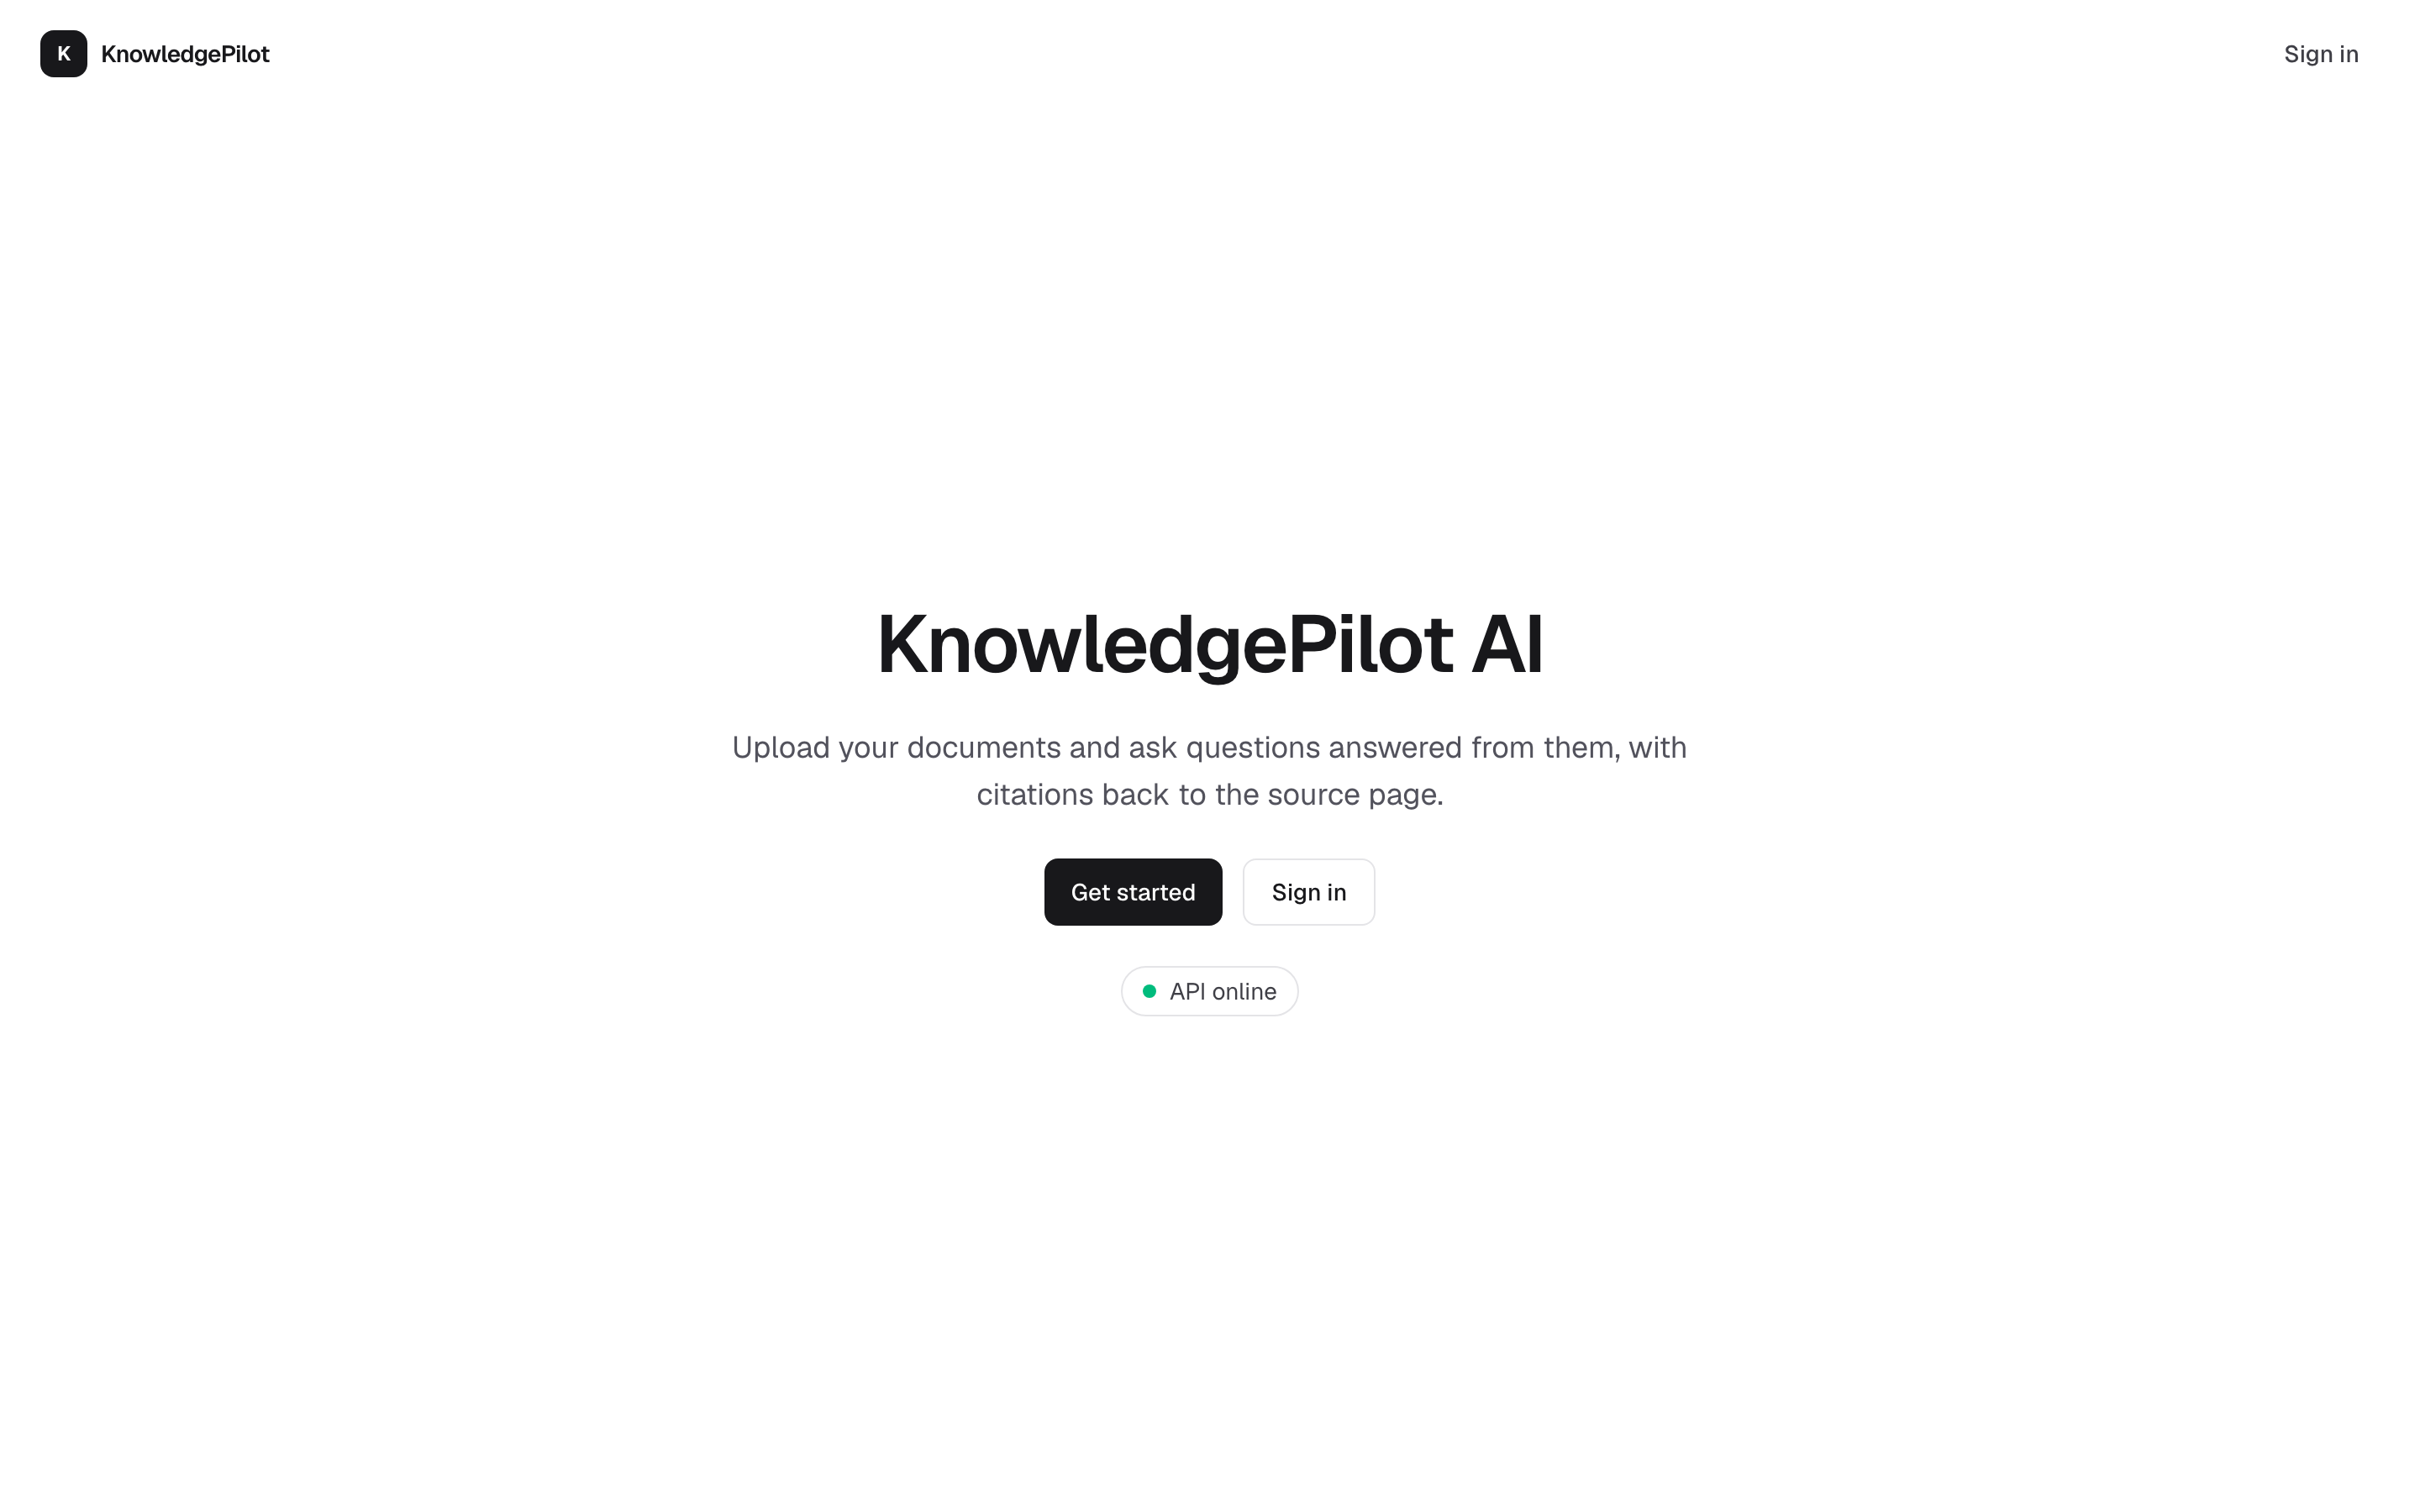 K
KnowledgePilot
Sign in
KnowledgePilot AI
Upload your documents and ask questions answered from them, with
citations back to the source page.
Get started
Sign in
API online